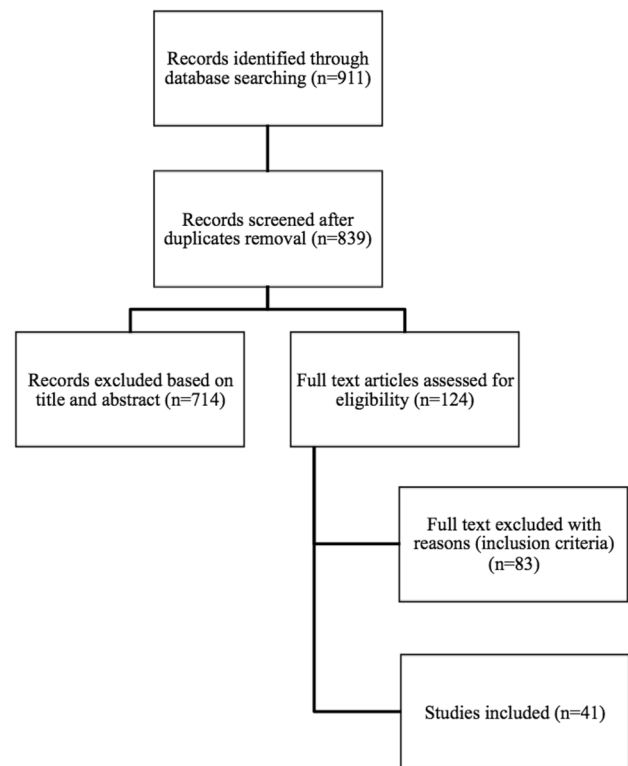 Records identified through
database searching (n=911)
Records screened after
duplicates removal (n=839)
Records excluded based on
title and abstract (n=714)
Full text articles assessed for
eligibility (n=124)
Full text excluded with
reasons (inclusion criteria)
(n=83)
Studies included (n=41)